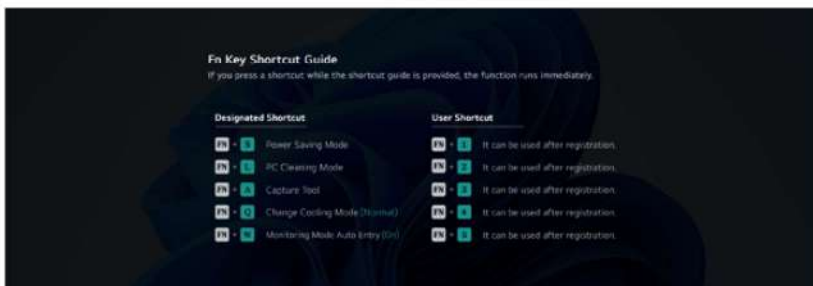 Fn Key Shortcut Guide
If you press a shortcut while the shortcut guide is provided, the function runs immediately.
Designated Shortcut
FN + S Power Saving Mode
FN + L PC Cleaning Mode
FN + A Capture Tool
FN + Q Change Cooling Mode (Normal)
FN + W Monitoring Mode Auto Entry (On)
User Shortcut
FN + 1 It can be used after registration.
FN + 2 It can be used after registration.
FN + 3 It can be used after registration.
FN + 4 It can be used after registration.
FN + 5 It can be used after registration.